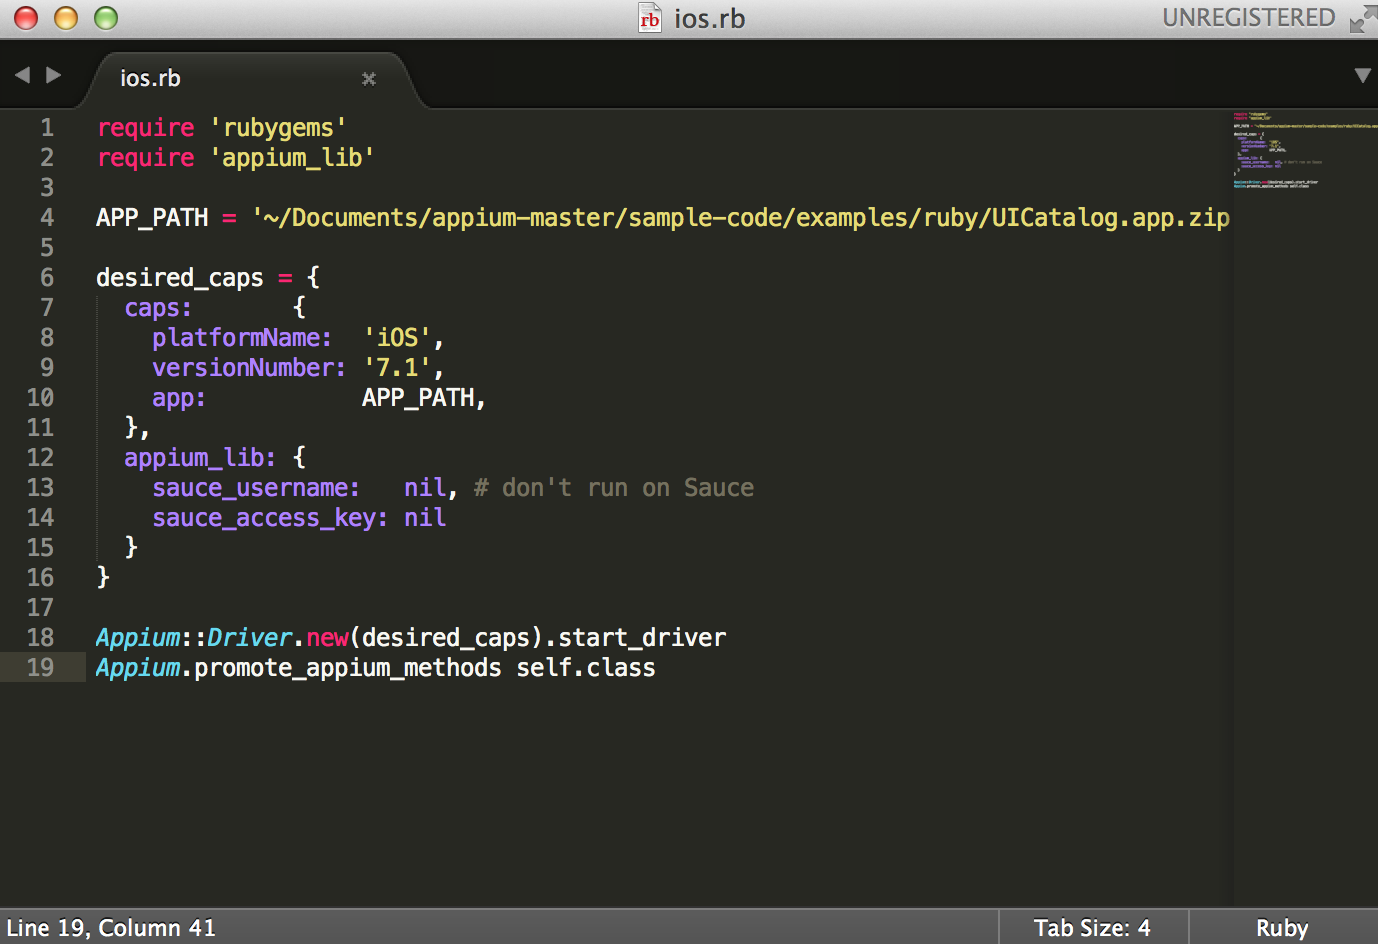 rb ios.rb UNREGISTERED
ios.rb
1 require 'rubygems'
2 require 'appium_lib'
3
4 APP_PATH = '~/Documents/appium-master/sample-code/examples/ruby/UICatalog.app.zip
5
6 desired_caps = {
7   caps:       {
8     platformName:  'iOS',
9     versionNumber: '7.1',
10     app:           APP_PATH,
11   },
12   appium_lib: {
13     sauce_username:   nil, # don't run on Sauce
14     sauce_access_key: nil
15   }
16 }
17
18 Appium::Driver.new(desired_caps).start_driver
19 Appium.promote_appium_methods self.class
Line 19, Column 41 Tab Size: 4 Ruby